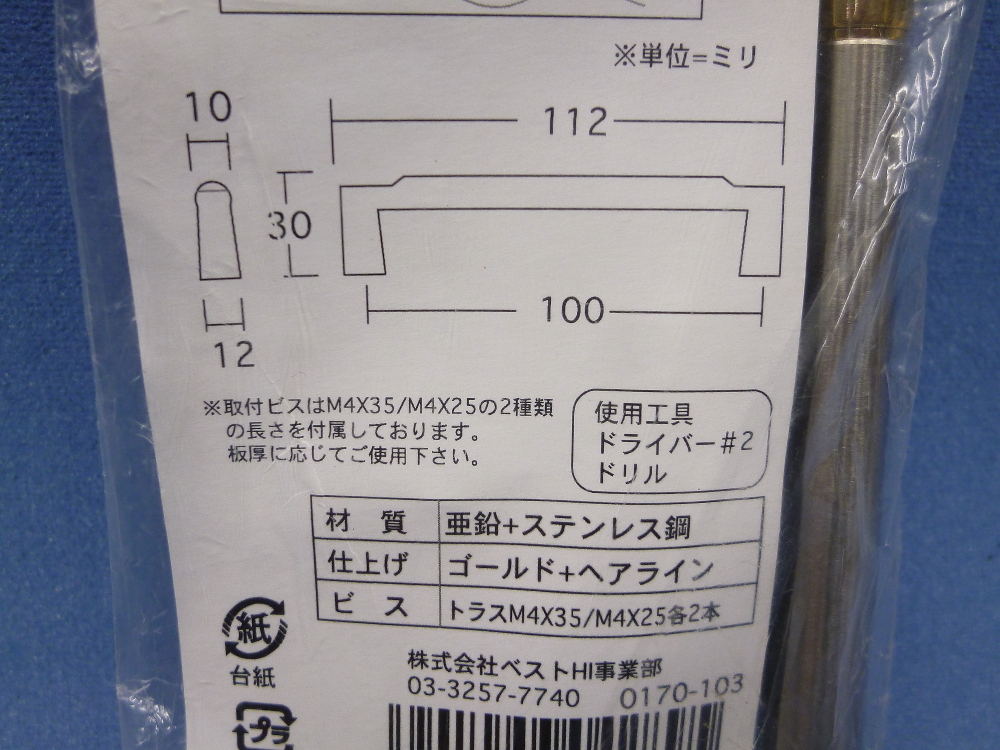 ※単位=ミリ
10
112
30
100
12
※取付ビスはM4X35/M4X25の2種類
の長さを付属しております。
板厚に応じてご使用下さい。
使用工具
ドライバー#2
ドリル
材 質 亜鉛+ステンレス鋼
仕上げ ゴールド+ヘアライン
ビ ス トラスM4X35/M4X25各2本
紙
台紙
プラ
株式会社ベストHI事業部
03-3257-7740 0170-103